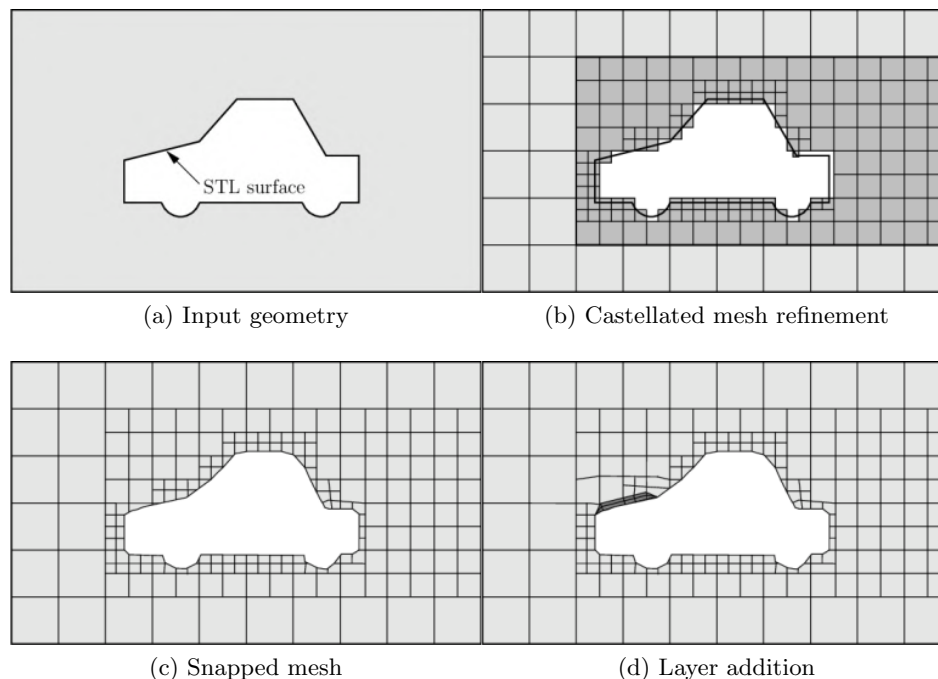 STL surface
(a) Input geometry
(b) Castellated mesh refinement
(c) Snapped mesh
(d) Layer addition